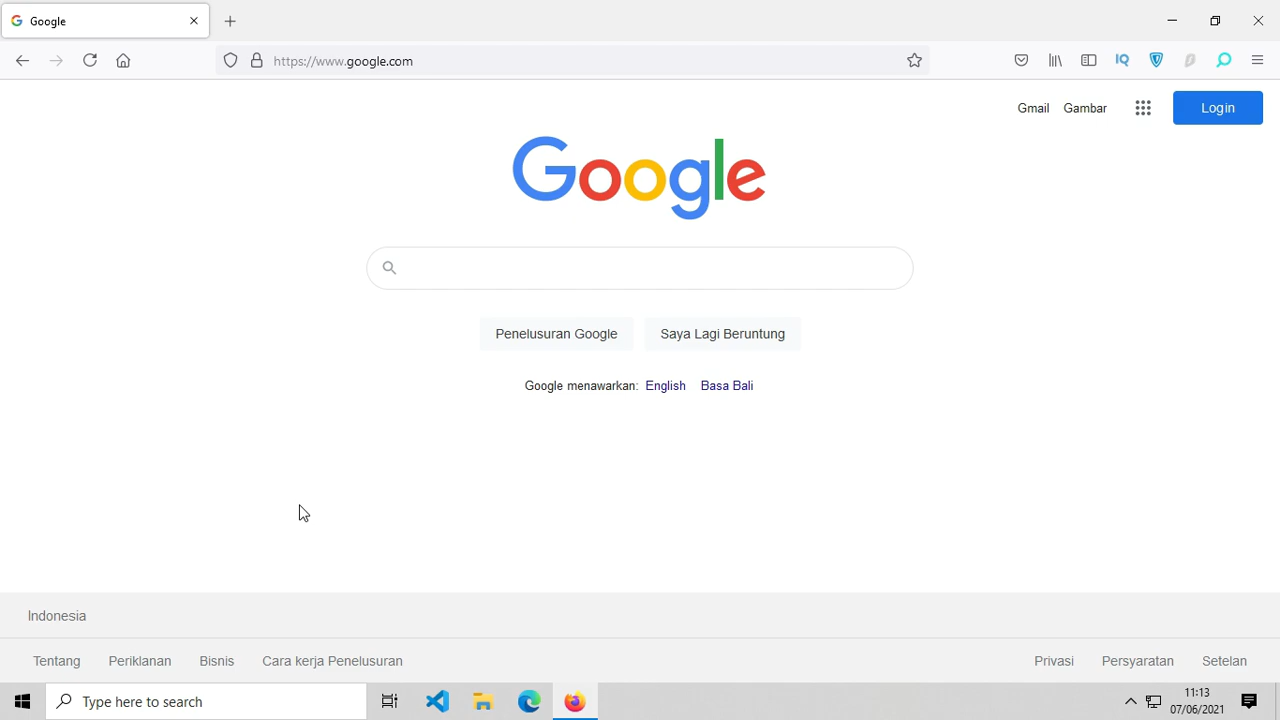 Google
https://www.google.com
IQ
Gmail Gambar Login
Google
Penelusuran Google Saya Lagi Beruntung
Google menawarkan: English Basa Bali
Indonesia
Tentang Periklanan Bisnis Cara kerja Penelusuran Privasi Persyaratan Setelan
Type here to search
11:13
07/06/2021